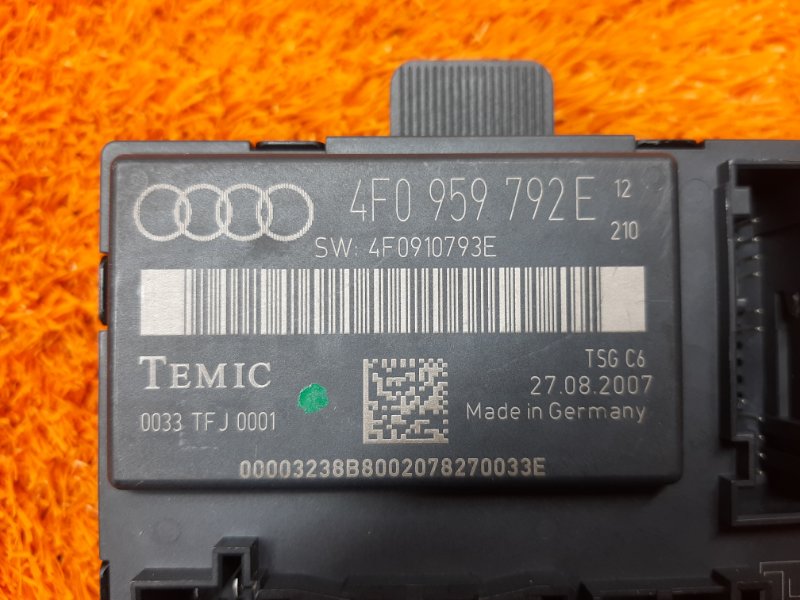 4F0 959 792E 12
210
SW: 4F0910793E
TEMIC
TSG C6
27.08.2007
0033 TFJ 0001
Made in Germany
00003238B8002078270033E